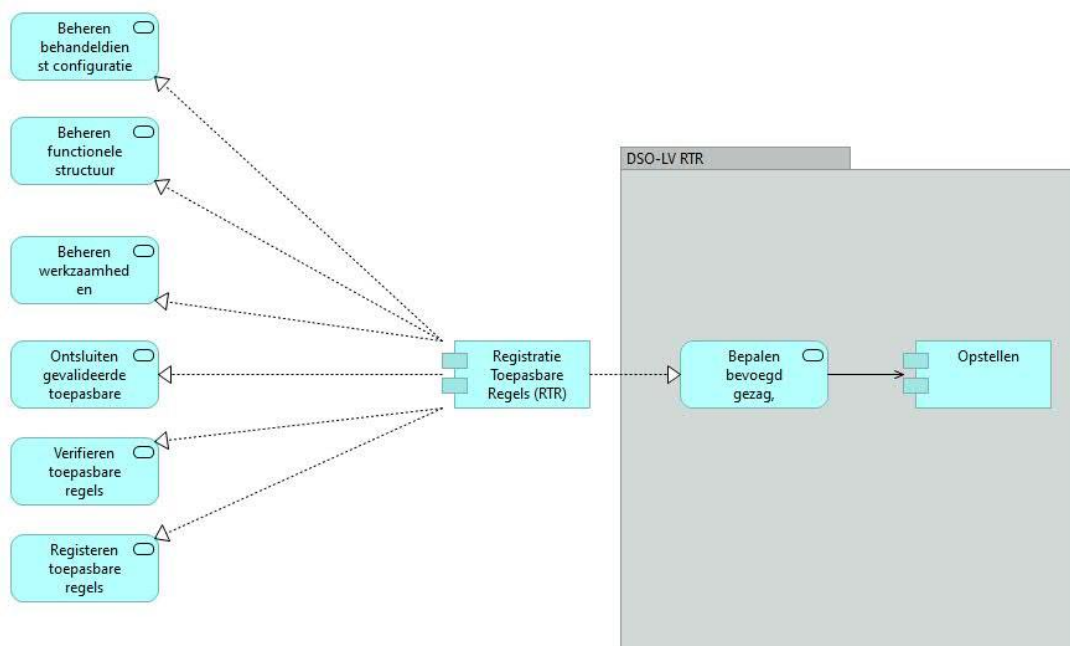 Beheren
behandeldien
st configuratie
Beheren
functionele
structuur
Beheren
werkzaamhed
en
Ontsluiten
gevalideerde
toepasbare
Verifieren
toepasbare
regels
Registeren
toepasbare
regels
Registratie
Toepasbare
Regels (RTR)
DSO-LV RTR
Bepalen
bevoegd
gezag,
Opstellen